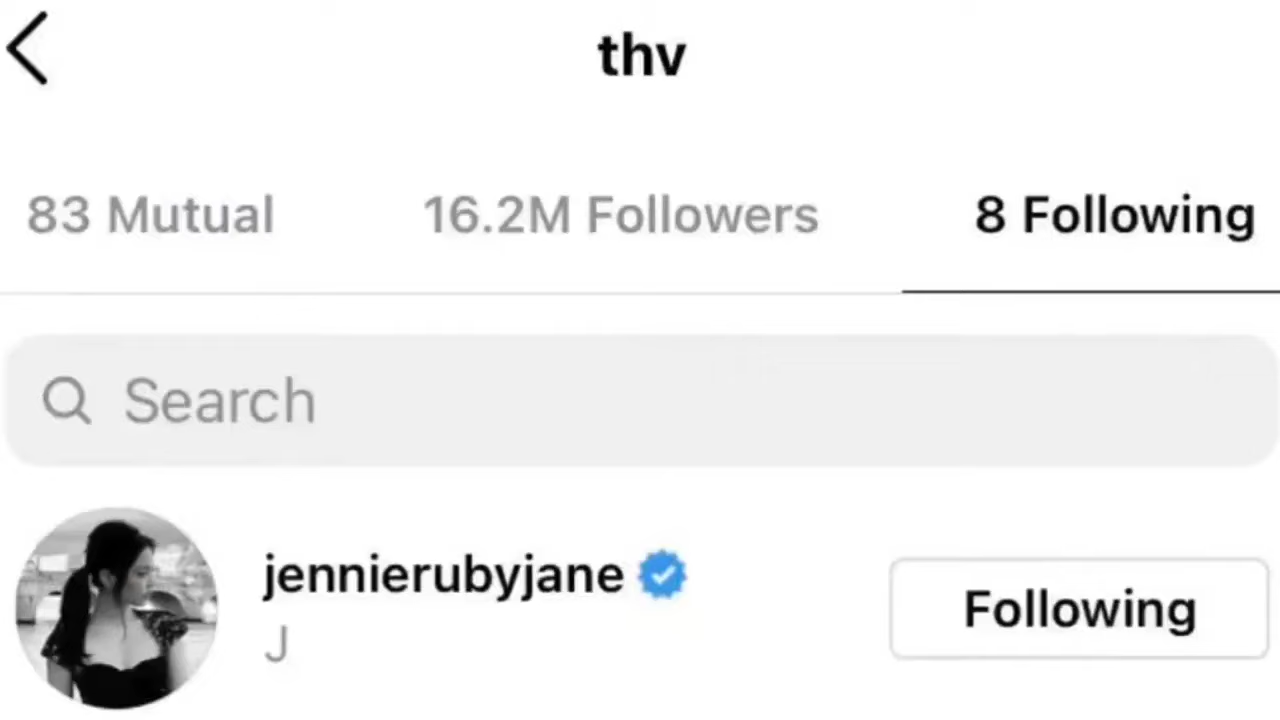 thv
83 Mutual 16.2M Followers 8 Following
Search
jennierubyjane
J
Following